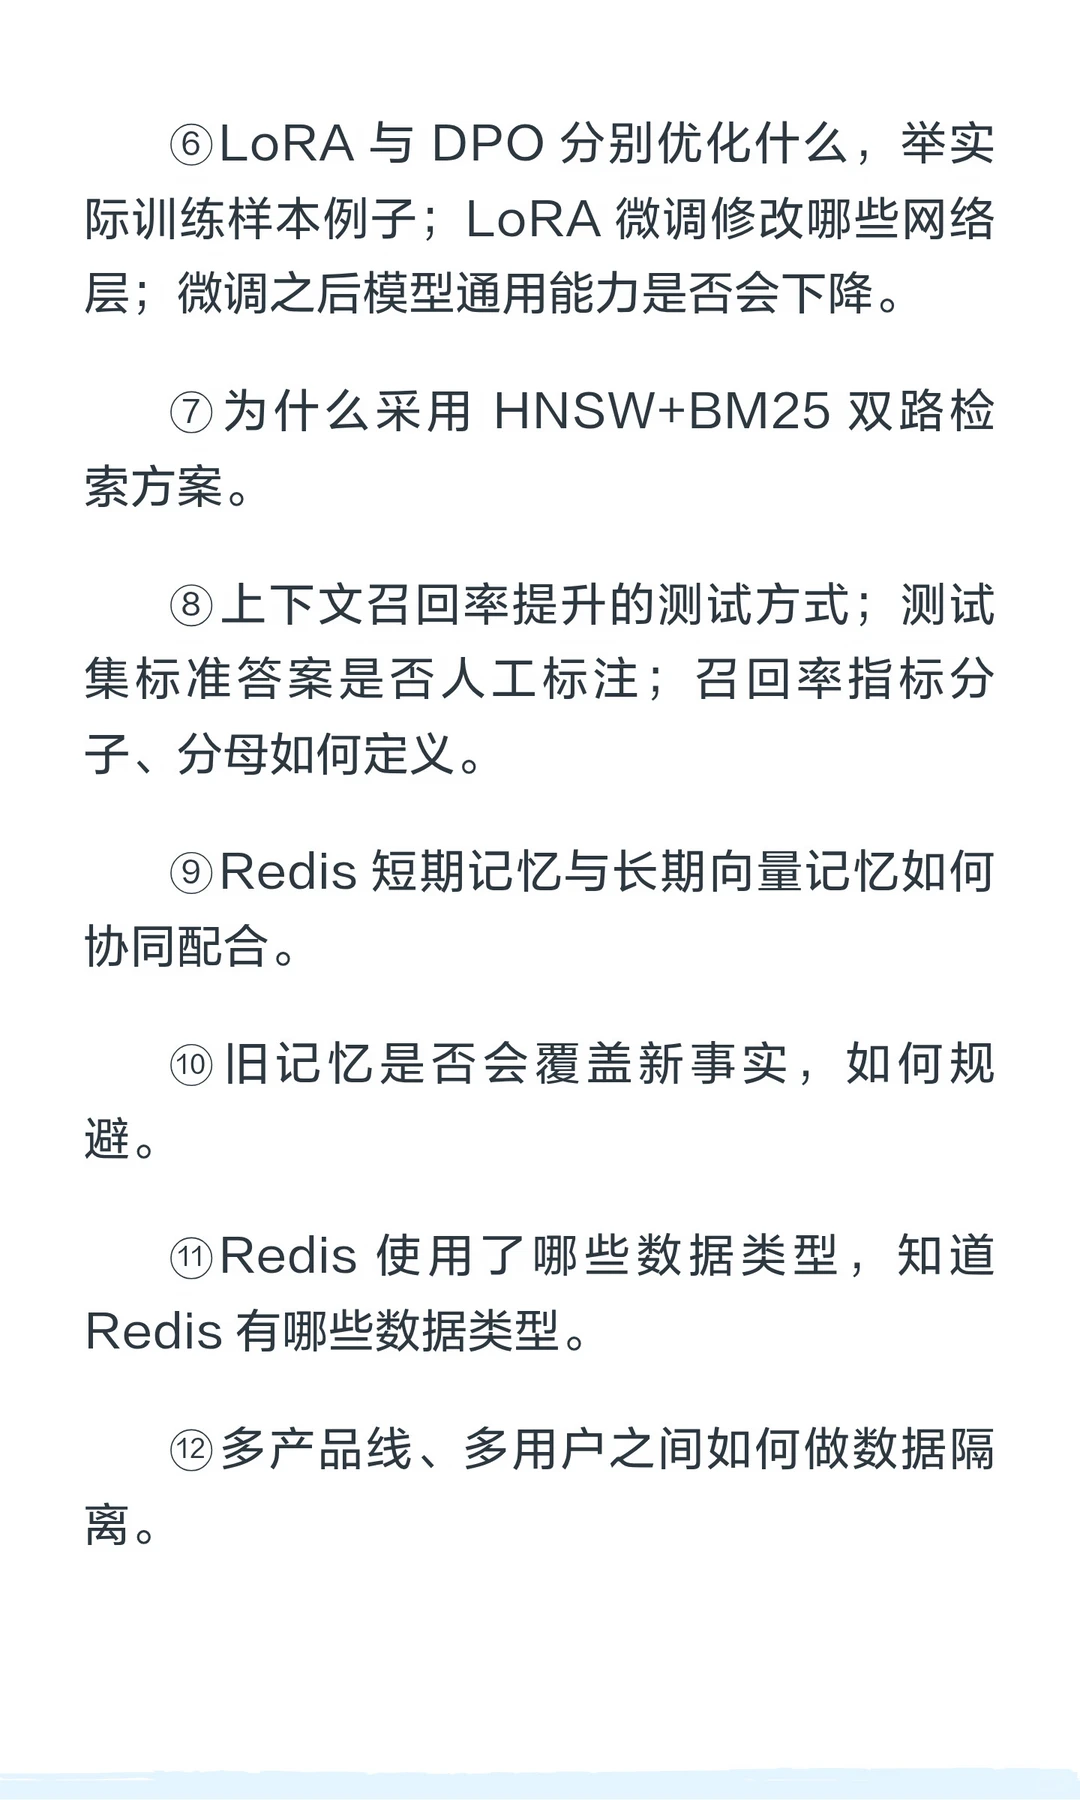 ⑥LoRA 与 DPO 分别优化什么，举实
际训练样本例子；LoRA 微调修改哪些网络
层；微调之后模型通用能力是否会下降。
⑦为什么采用 HNSW+BM25 双路检
索方案。
⑧上下文召回率提升的测试方式；测试
集标准答案是否人工标注；召回率指标分
子、分母如何定义。
⑨Redis 短期记忆与长期向量记忆如何
协同配合。
⑩旧记忆是否会覆盖新事实，如何规
避。
⑪Redis 使用了哪些数据类型，知道
Redis 有哪些数据类型。
⑫多产品线、多用户之间如何做数据隔
离。